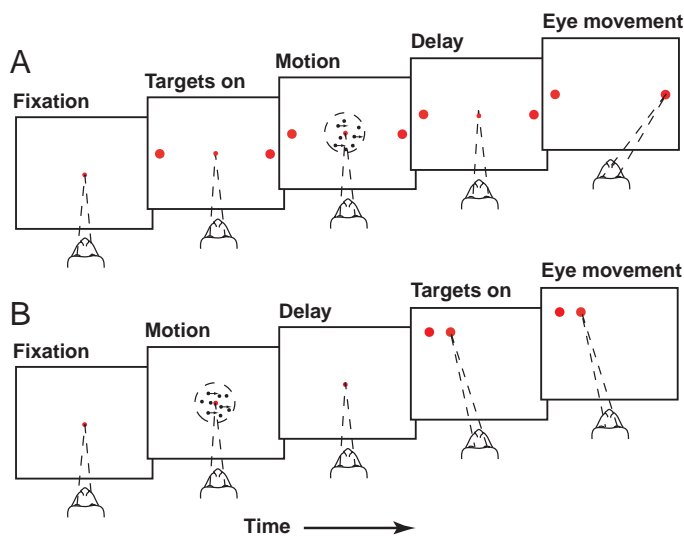 A
Fixation
Targets on
Motion
Delay
Eye movement
B
Fixation
Motion
Delay
Targets on
Eye movement
Time